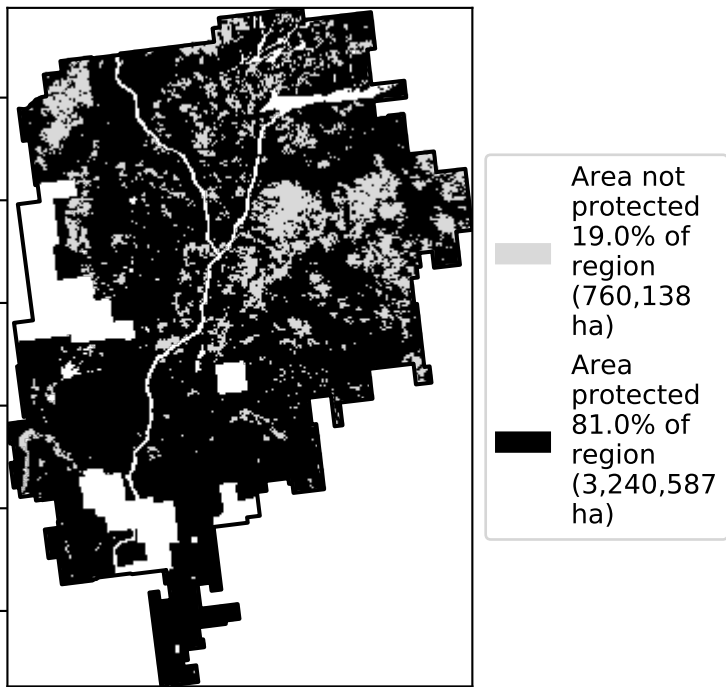 Area not
protected
19.0% of
region
(760,138
ha)
Area
protected
81.0% of
region
(3,240,587
ha)